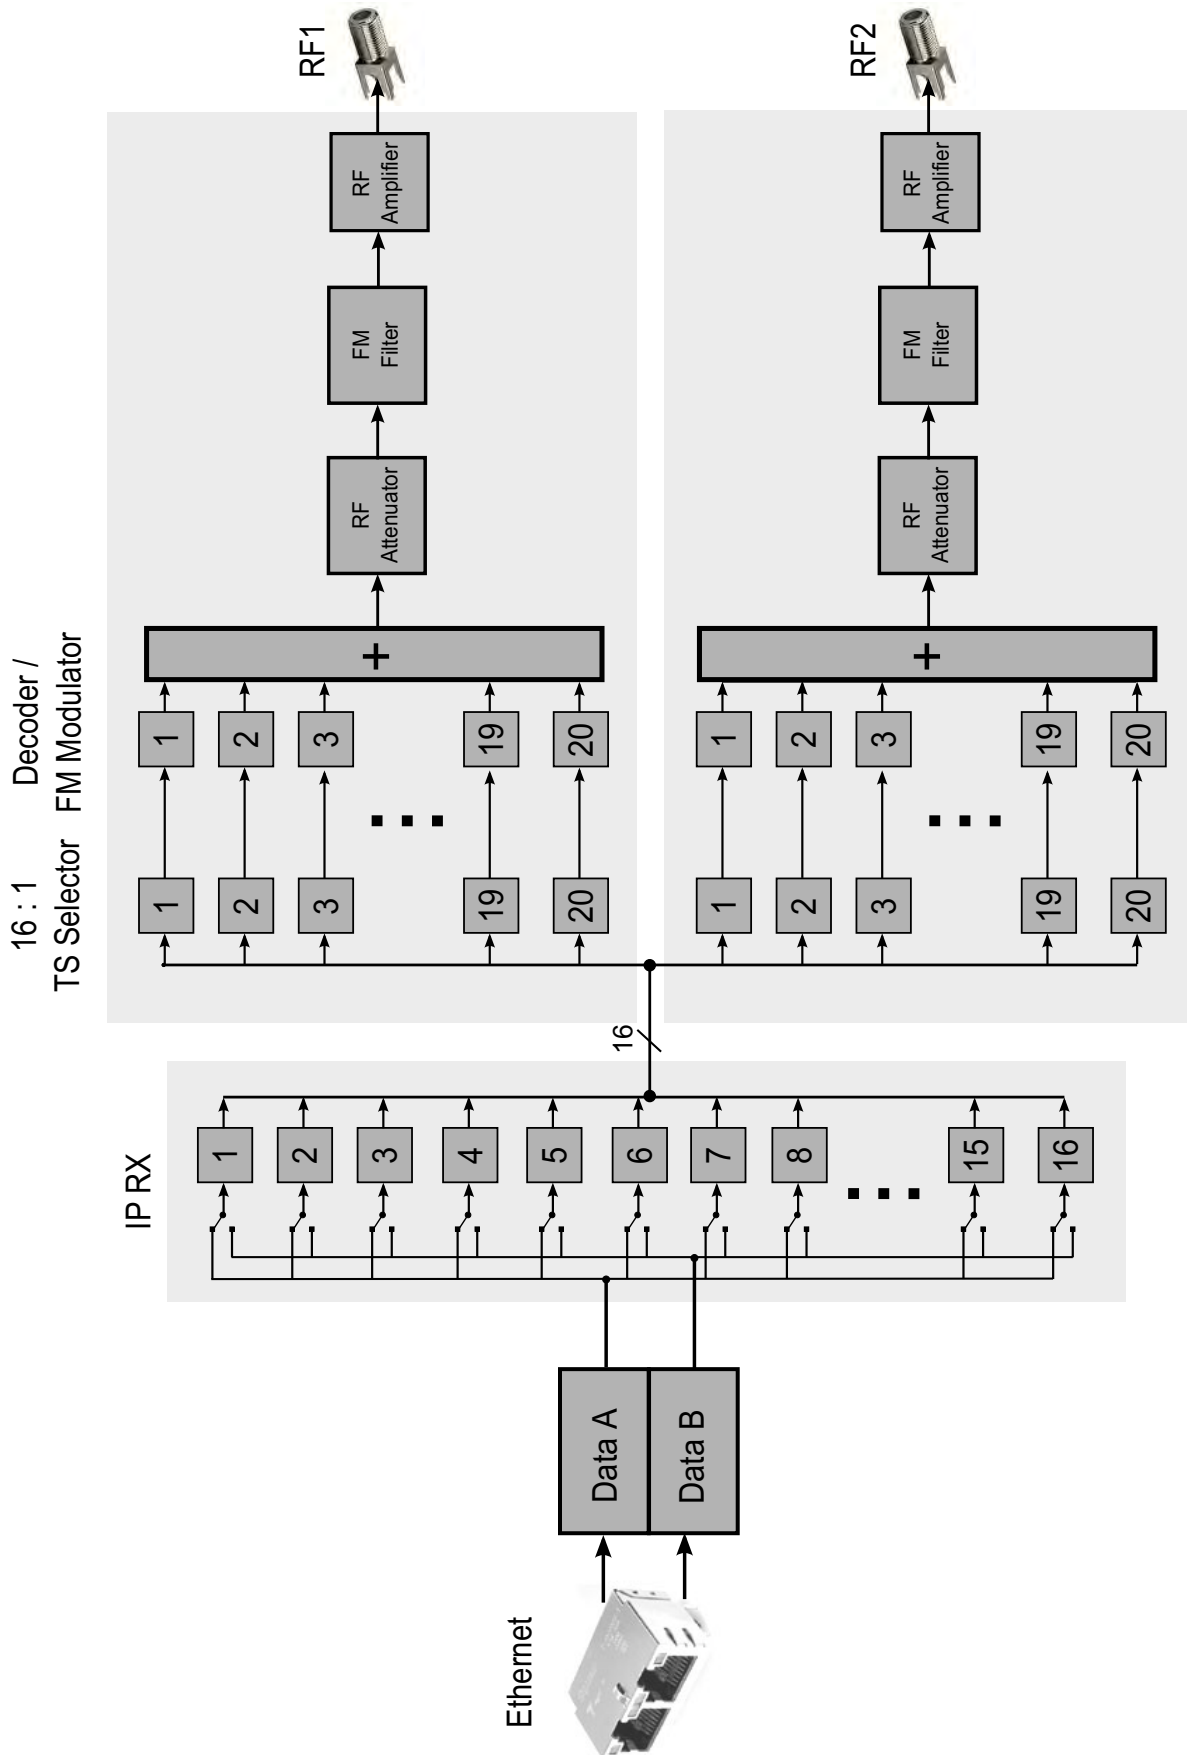 Ethernet
Data A
Data B
IP RX
1
2
3
4
5
6
7
8
15
16
16
16 : 1
TS Selector
Decoder /
FM Modulator
1
2
3
19
20
1
2
3
19
20
+
RF
Attenuator
FM
Filter
RF
Amplifier
RF1
1
2
3
19
20
1
2
3
19
20
+
RF
Attenuator
FM
Filter
RF
Amplifier
RF2